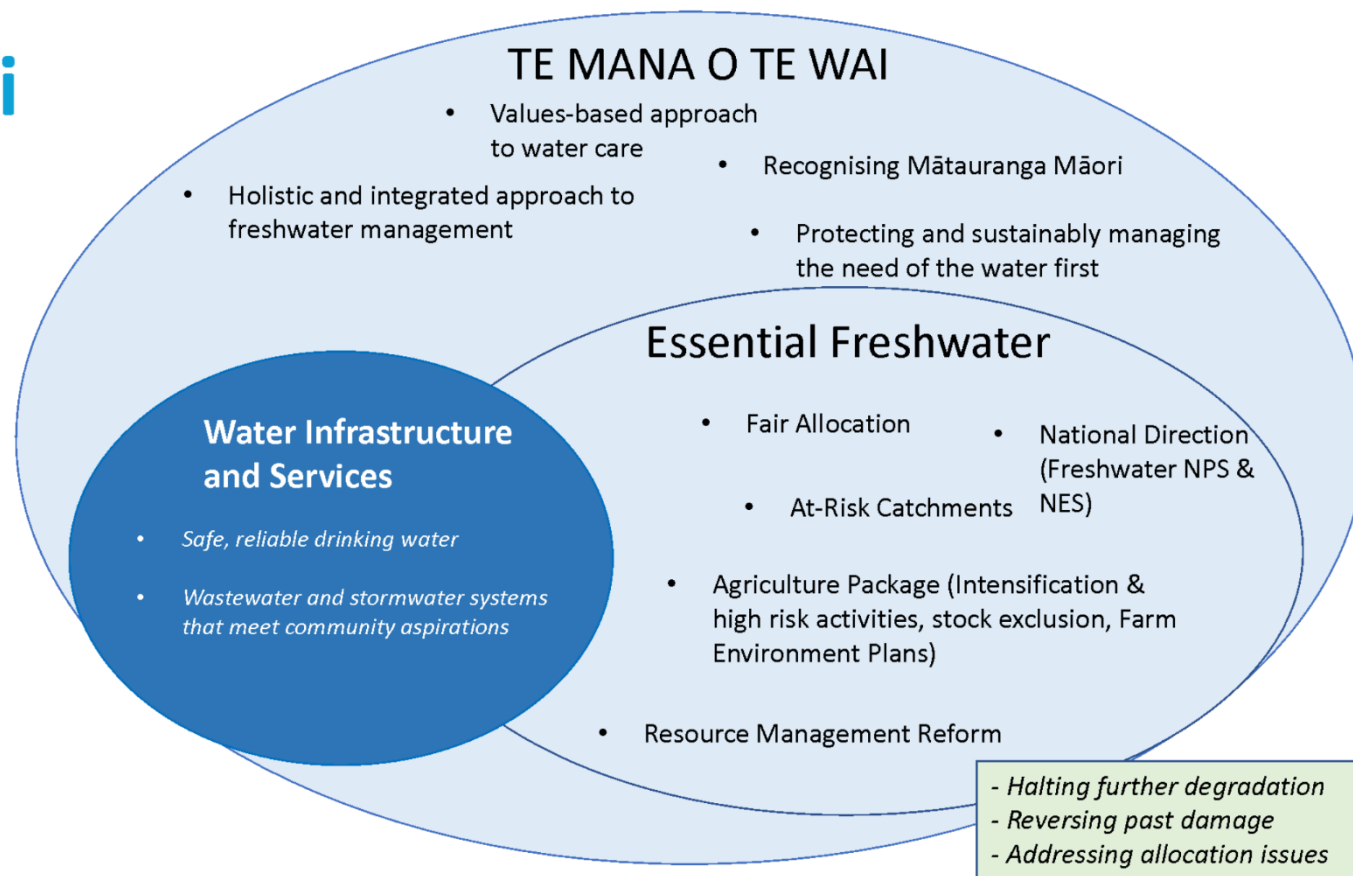 i
TE MANA O TE WAI
• Values-based approach
to water care
• Recognising Mātauranga Māori
• Holistic and integrated approach to
freshwater management
• Protecting and sustainably managing
the need of the water first
Essential Freshwater
Water Infrastructure
and Services
• Safe, reliable drinking water
• Wastewater and stormwater systems
that meet community aspirations
• Fair Allocation
• National Direction
(Freshwater NPS &
NES)
• At-Risk Catchments
• Agriculture Package (Intensification &
high risk activities, stock exclusion, Farm
Environment Plans)
• Resource Management Reform
- Halting further degradation
- Reversing past damage
- Addressing allocation issues